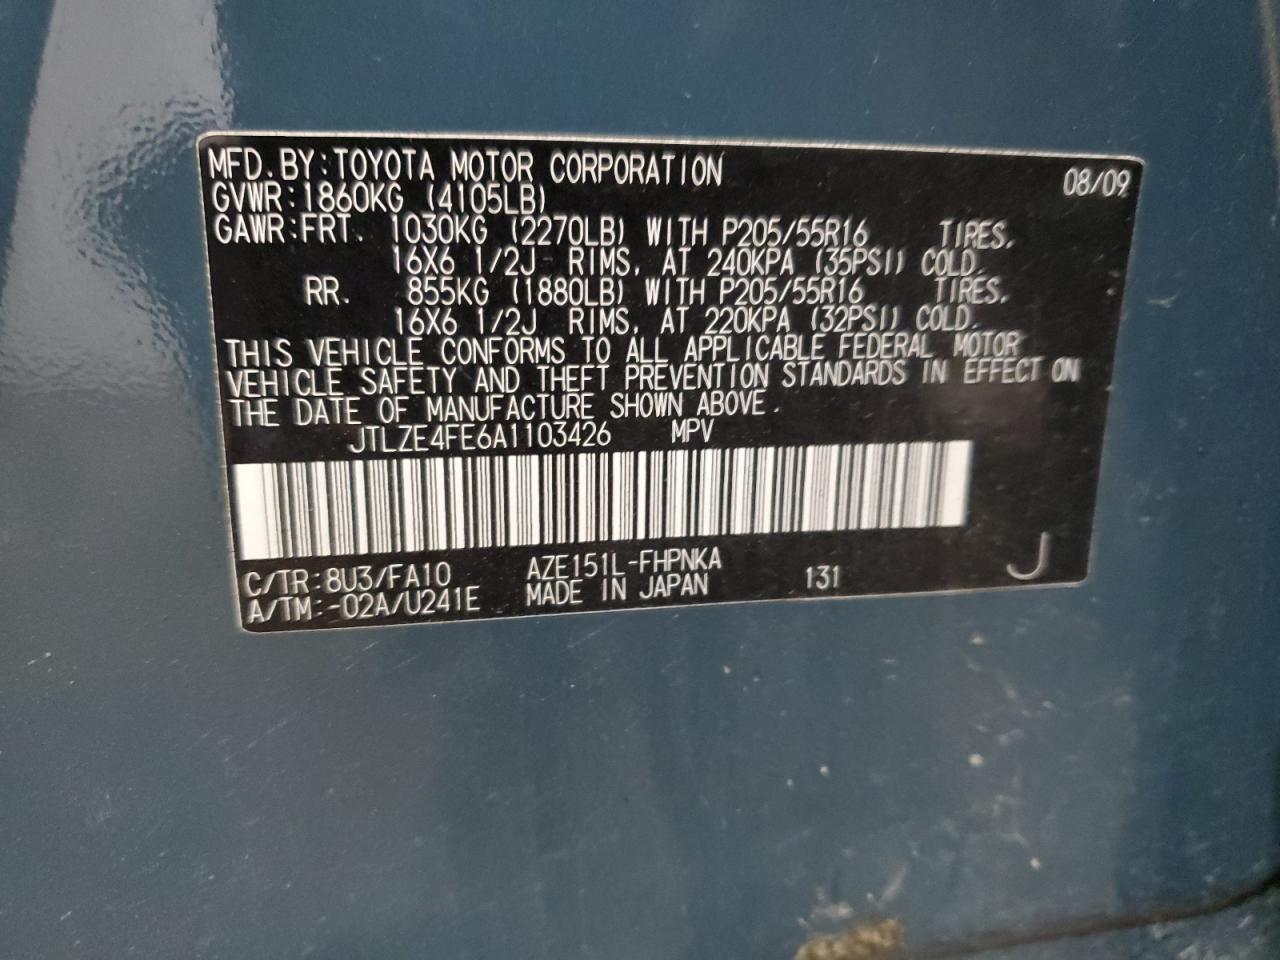 MFD.BY:TOYOTA MOTOR CORPORATION 08/09
GVWR:1860KG (4105LB)
GAWR:FRT. 1030KG (2270LB) WITH P205/55R16 TIRES,
16X6 1/2J RIMS, AT 240KPA (35PSI) COLD.
RR. 855KG (1880LB) WITH P205/55R16 TIRES,
16X6 1/2J RIMS, AT 220KPA (32PSI) COLD.
THIS VEHICLE CONFORMS TO ALL APPLICABLE FEDERAL MOTOR
VEHICLE SAFETY AND THEFT PREVENTION STANDARDS IN EFFECT ON
THE DATE OF MANUFACTURE SHOWN ABOVE.
JTLZE4FE6A1103426 MPV
C/TR:8U3/FA10 AZE151L-FHPNKA 131 J
A/TM:-02A/U241E MADE IN JAPAN